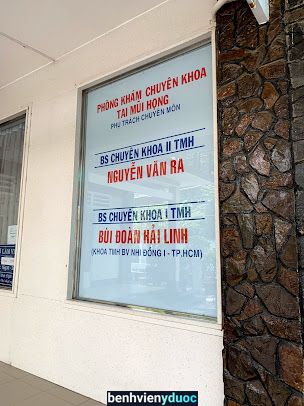 PHÒNG KHÁM CHUYÊN KHOA
TAI MŨI HỌNG
PHỤ TRÁCH CHUYÊN MÔN
BS CHUYÊN KHOA II TMH
NGUYỄN VĂN RA
BS CHUYÊN KHOA I TMH
BÙI ĐOÀN HẢI LINH
(KHOA TMH BV NHI ĐỒNG I - TP.HCM)
benhvienyduoc